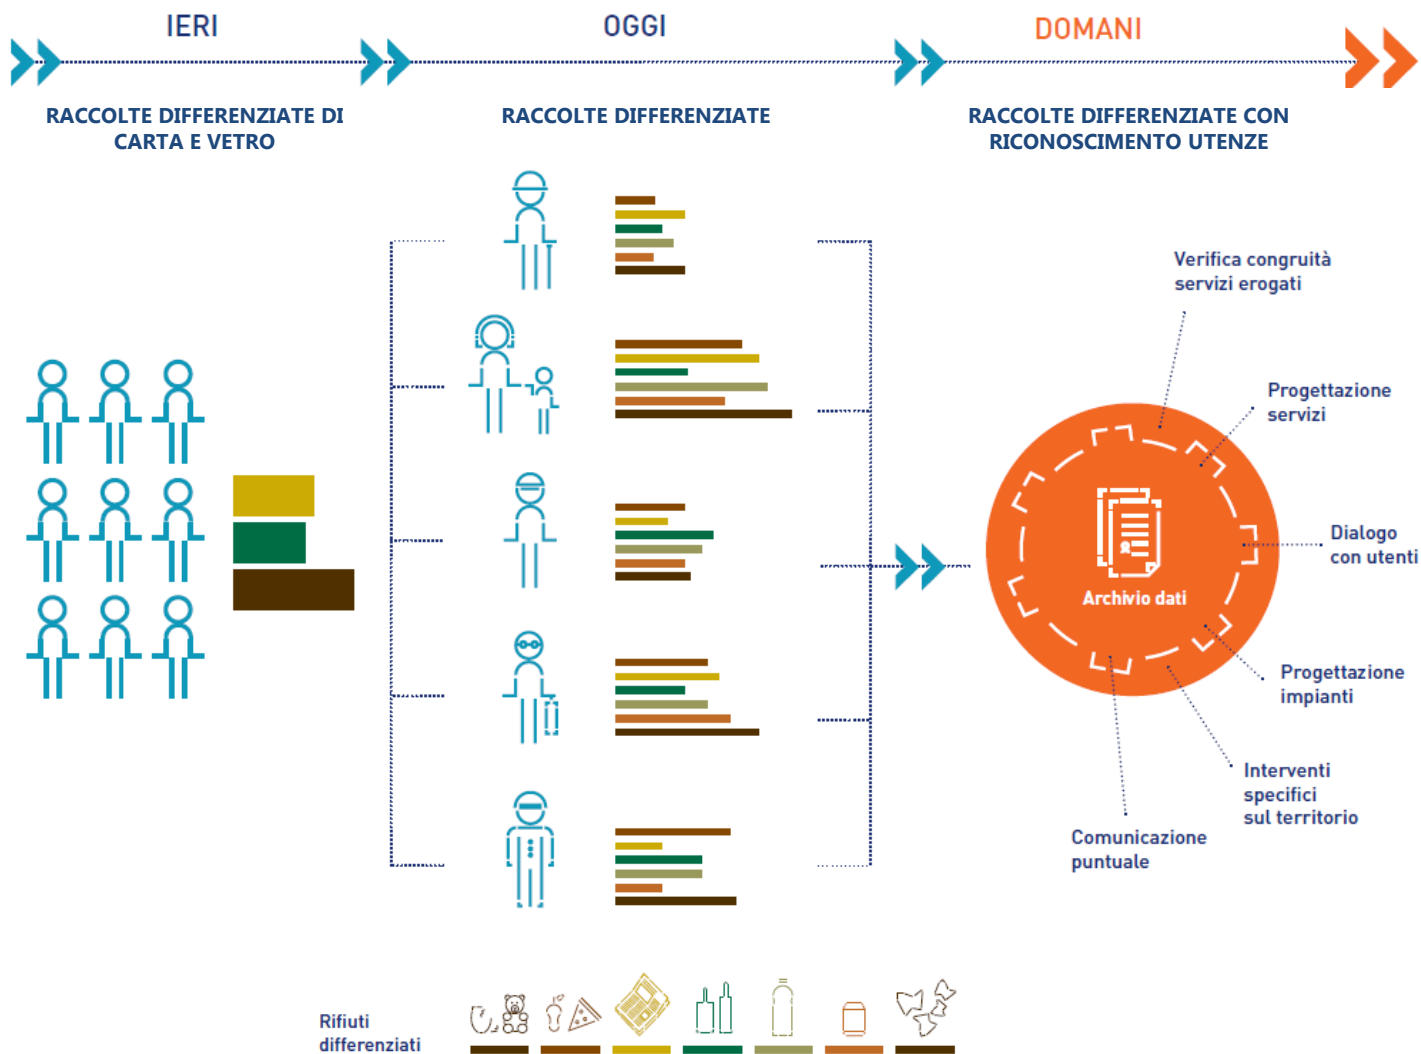 IERI
OGGI
DOMANI
RACCOLTE DIFFERENZIATE DI
CARTA E VETRO
RACCOLTE DIFFERENZIATE
RACCOLTE DIFFERENZIATE CON
RICONOSCIMENTO UTENZE
Verifica congruità
servizi erogati
Progettazione
servizi
Dialogo
con utenti
Archivio dati
Progettazione
impianti
Interventi
specifici
sul territorio
Comunicazione
puntuale
Rifiuti
differenziati